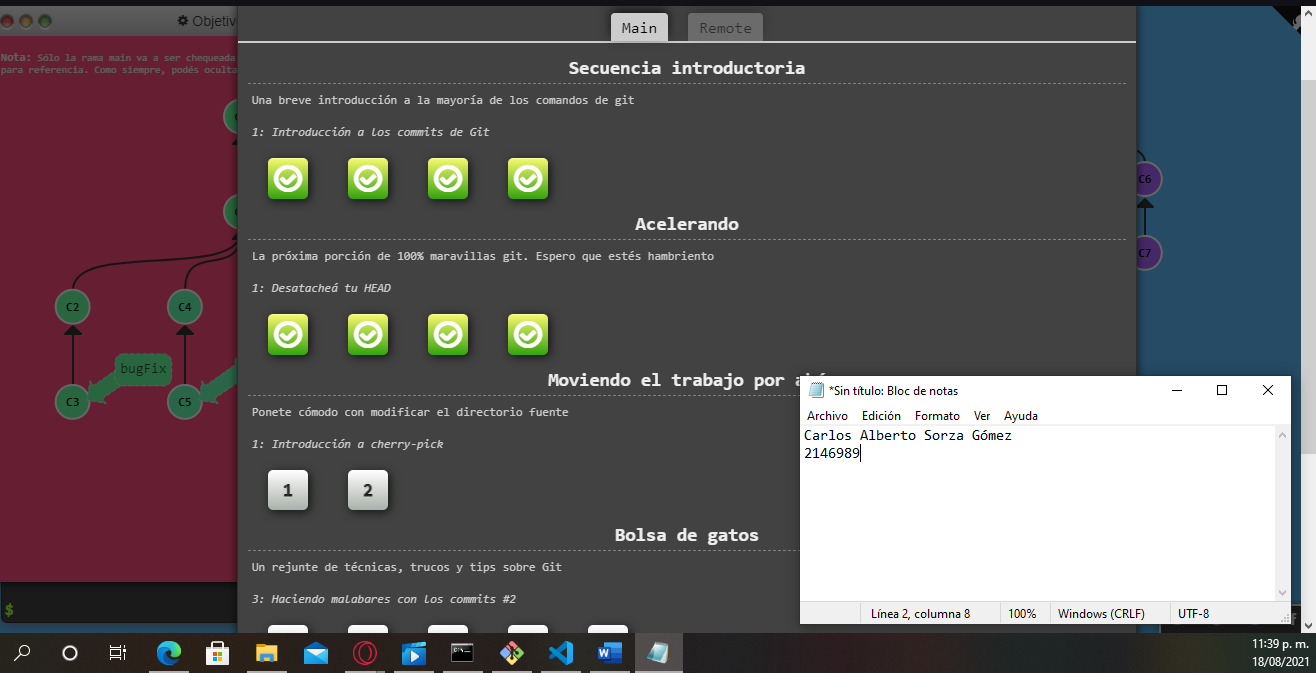 Objetiv
Main
Remote
Nota: Sólo la rama main va a ser chequeada
para referencia. Como siempre, podés oculta
Secuencia introductoria
Una breve introducción a la mayoría de los comandos de git
1: Introducción a los commits de Git
Acelerando
La próxima porción de 100% maravillas git. Espero que estés hambriento
1: Desatacheá tu HEAD
C6
C7
C2
C4
bugFix
C3
C5
Moviendo el trabajo por
Ponete cómodo con modificar el directorio fuente
1: Introducción a cherry-pick
1
2
Bolsa de gatos
Un rejunte de técnicas, trucos y tips sobre Git
3: Haciendo malabares con los commits #2
$
*Sin título: Bloc de notas
Archivo Edición Formato Ver Ayuda
Carlos Alberto Sorza Gómez
2146989
Línea 2, columna 8
100%
Windows (CRLF)
UTF-8
11:39 p. m.
18/08/2021